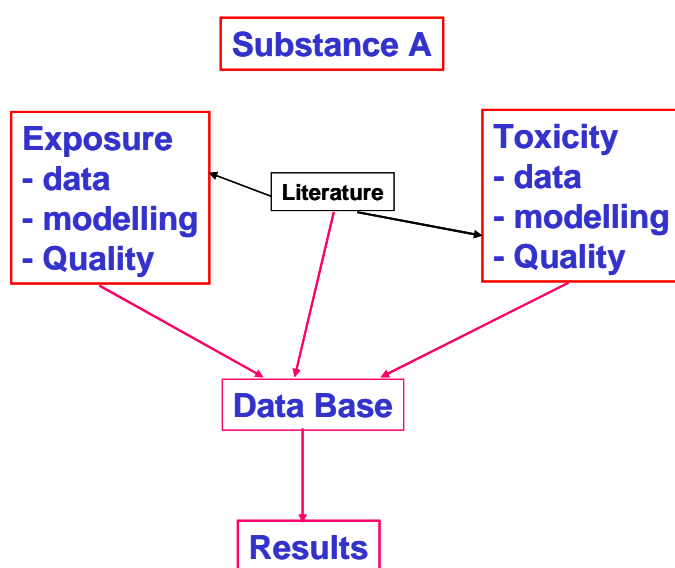 Substance A
Exposure
- data
- modelling
- Quality
Literature
Toxicity
- data
- modelling
- Quality
Data Base
Results